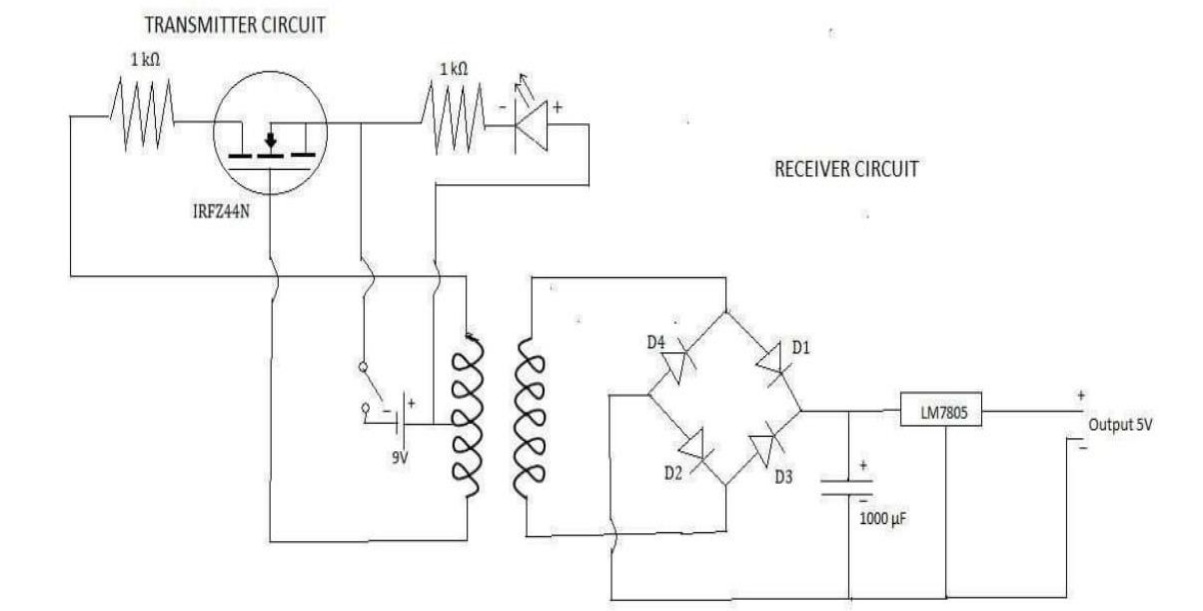 TRANSMITTER CIRCUIT
1 kΩ
1 kΩ
- +
IRFZ44N
RECEIVER CIRCUIT
D4
D1
- +
9V
D2
D3
LM7805
+
Output 5V
-
+
-
1000 μF